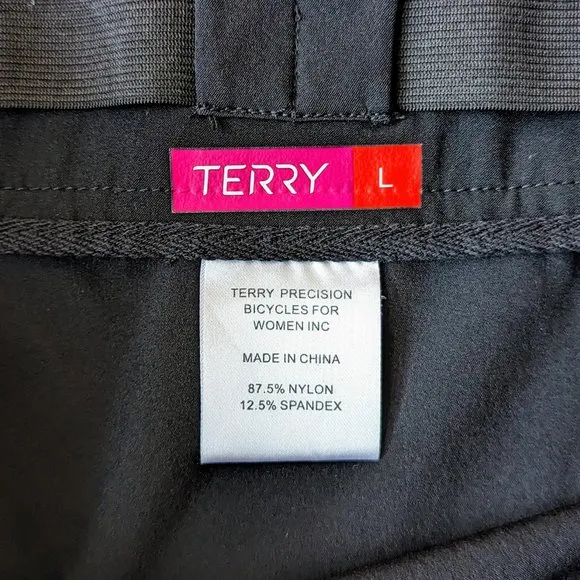 TERRY L
TERRY PRECISION
BICYCLES FOR
WOMEN INC
MADE IN CHINA
87.5% NYLON
12.5% SPANDEX